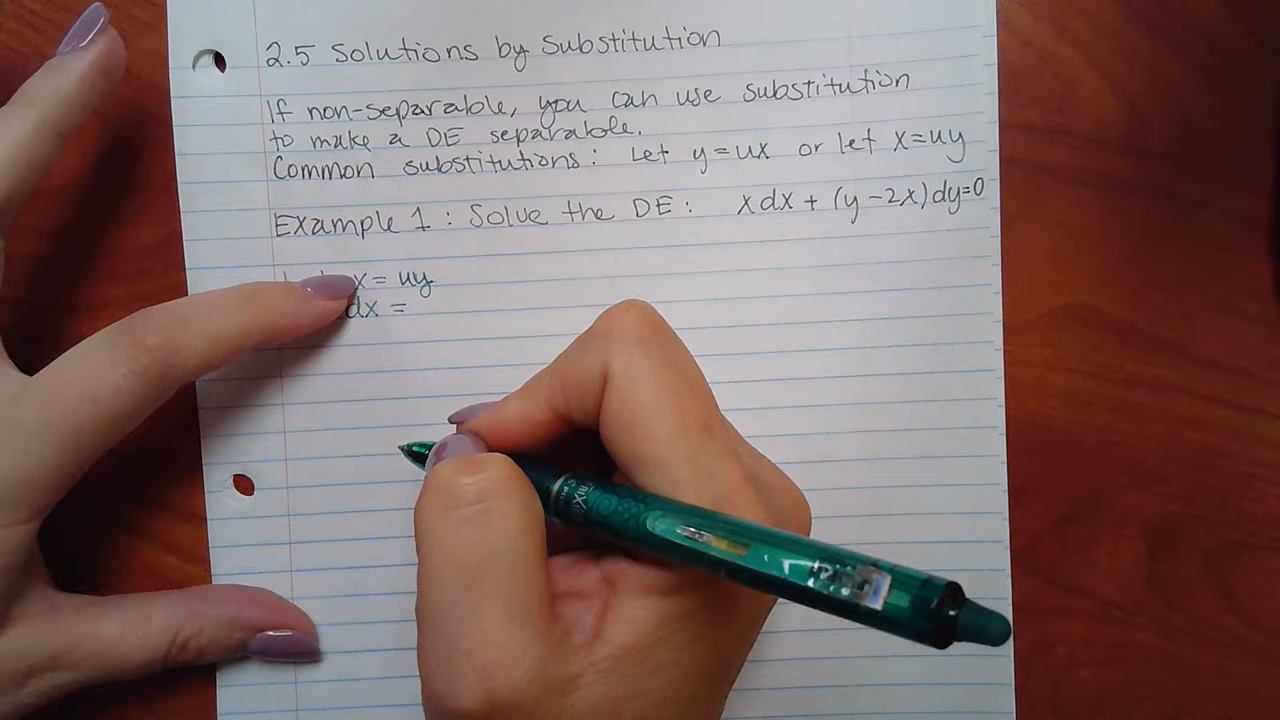 2.5 Solutions by Substitution
If non-separable, you can use substitution
to make a DE separable.
Common substitutions: Let y=ux or let x=uy
Example 1: Solve the DE: xdx + (y-2x)dy=0
x = uy
dx =